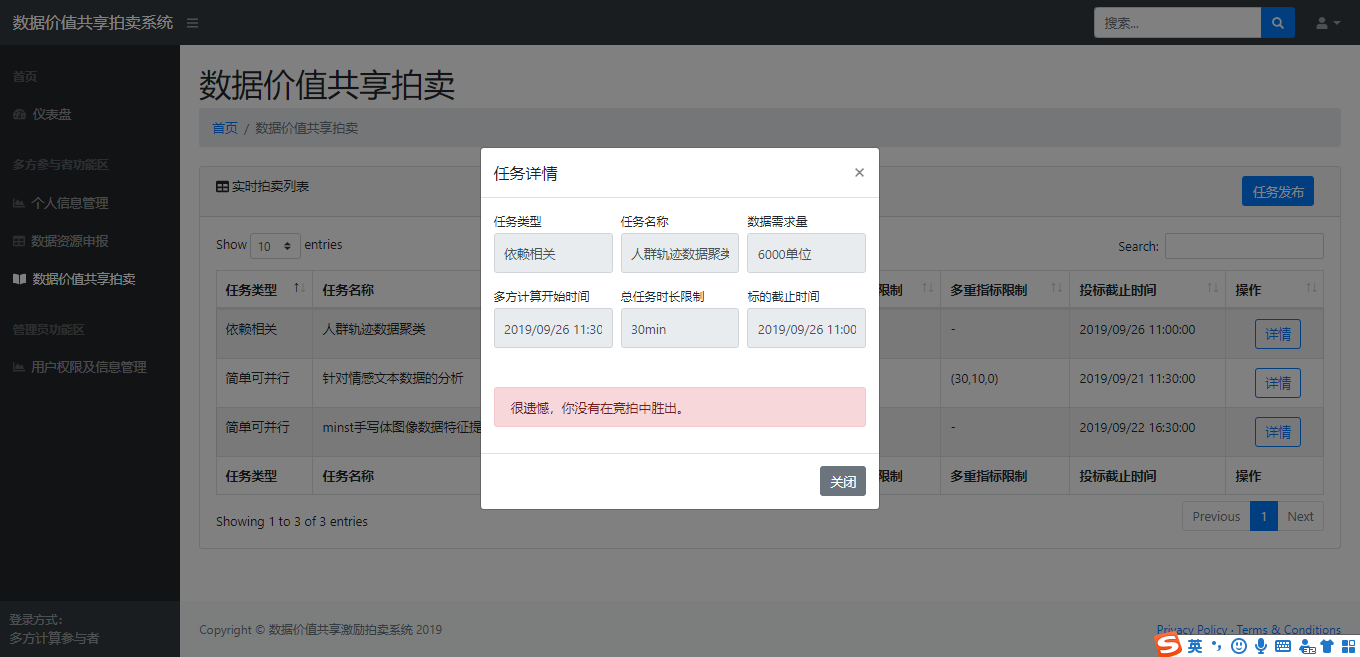 数据价值共享拍卖系统
搜索...
首页
仪表盘
多方参与者功能区
个人信息管理
数据资源申报
数据价值共享拍卖
管理员功能区
用户权限及信息管理
登录方式:
多方计算参与者
数据价值共享拍卖
首页 / 数据价值共享拍卖
实时拍卖列表
任务发布
Show 10 entries
Search:
任务类型 任务名称 限制 多重指标限制 投标截止时间 操作
依赖相关 人群轨迹数据聚类 - 2019/09/26 11:00:00 详情
简单可并行 针对情感文本数据的分析 (30,10,0) 2019/09/21 11:30:00 详情
简单可并行 minst手写体图像数据特征提 - 2019/09/22 16:30:00 详情
任务类型 任务名称 限制 多重指标限制 投标截止时间 操作
Showing 1 to 3 of 3 entries
Previous 1 Next
任务详情 ×
任务类型 任务名称 数据需求量
依赖相关 人群轨迹数据聚类 6000单位
多方计算开始时间 总任务时长限制 标的截止时间
2019/09/26 11:30 30min 2019/09/26 11:00
很遗憾，你没有在竞拍中胜出。
关闭
Copyright © 数据价值共享激励拍卖系统 2019
Privacy Policy · Terms & Conditions
英